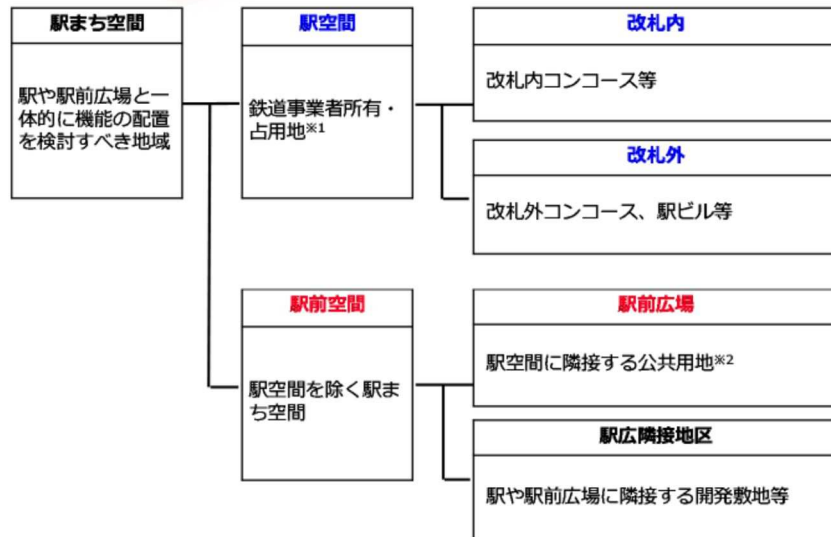 駅まち空間
駅や駅前広場と一
体的に機能の配置
を検討すべき地域
駅空間
鉄道事業者所有・
占用地※1
改札内
改札内コンコース等
改札外
改札外コンコース、駅ビル等
駅前空間
駅空間を除く駅ま
ち空間
駅前広場
駅空間に隣接する公共用地※2
駅広隣接地区
駅や駅前広場に隣接する開発敷地等